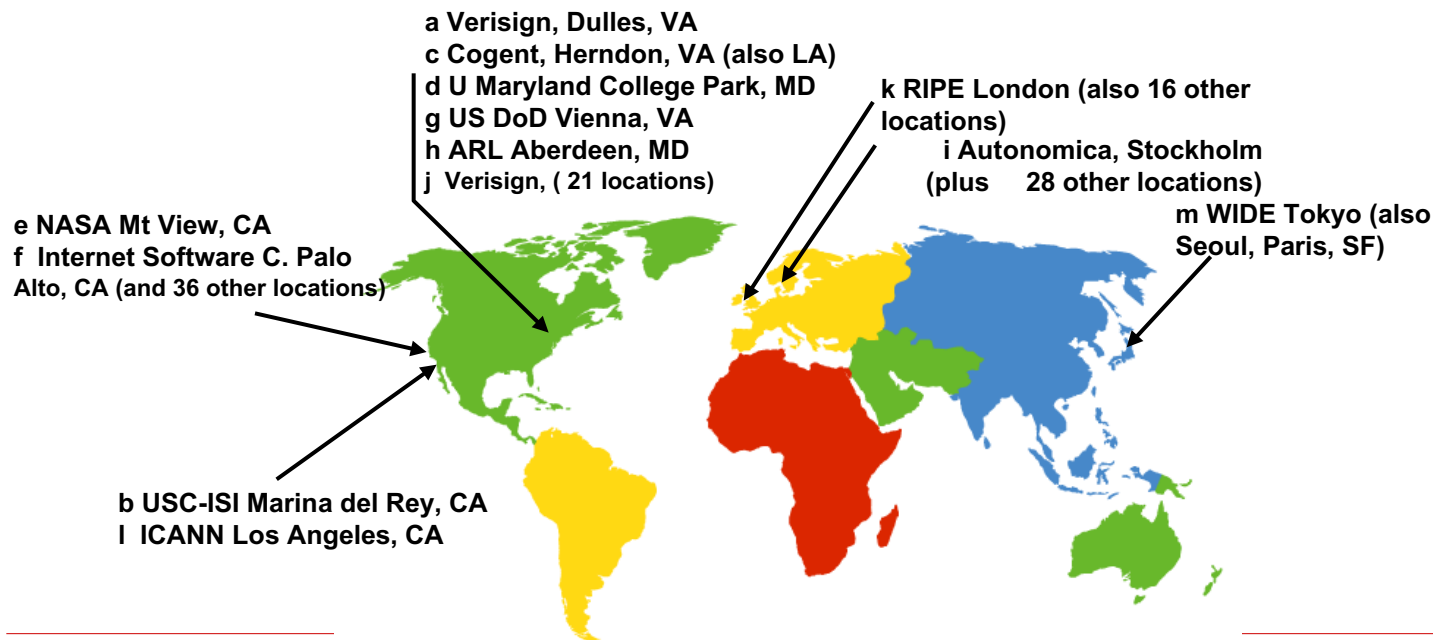 a Verisign, Dulles, VA
c Cogent, Herndon, VA (also LA)
d U Maryland College Park, MD
g US DoD Vienna, VA
h ARL Aberdeen, MD
j Verisign, ( 21 locations)
k RIPE London (also 16 other
locations)
i Autonomica, Stockholm
(plus 28 other locations)
m WIDE Tokyo (also
Seoul, Paris, SF)
e NASA Mt View, CA
f Internet Software C. Palo
Alto, CA (and 36 other locations)
b USC-ISI Marina del Rey, CA
l ICANN Los Angeles, CA